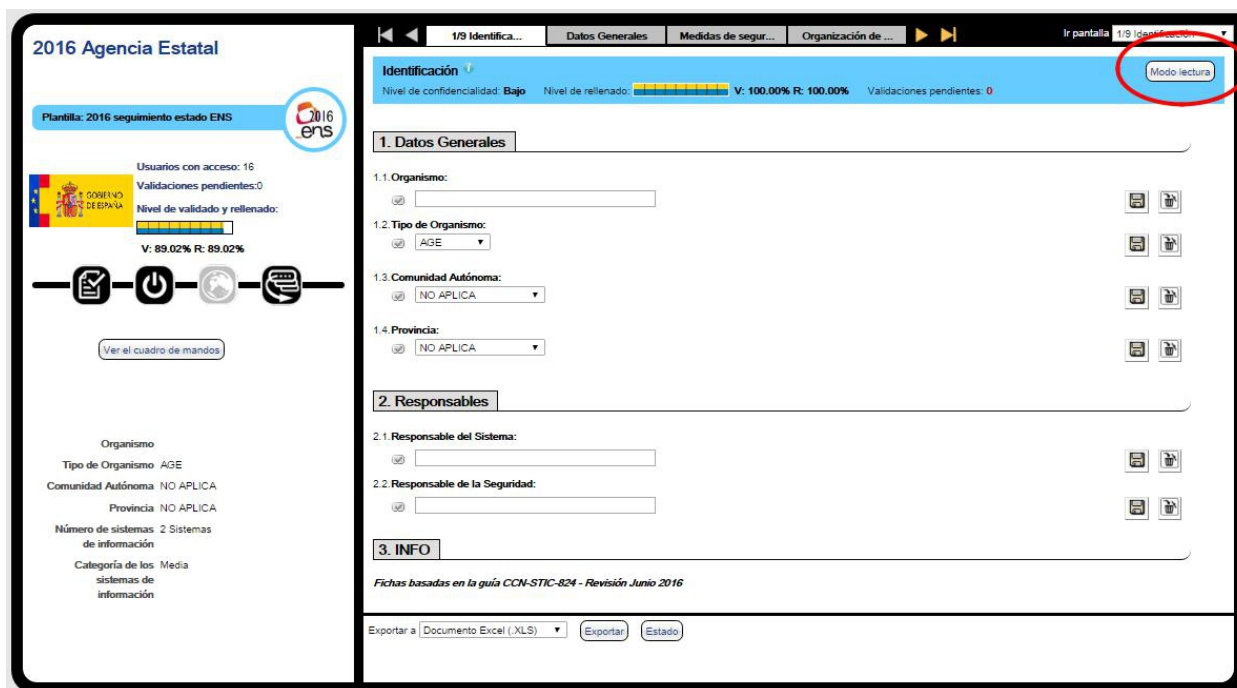 2016 Agencia Estatal
Plantilla: 2016 seguimiento estado ENS
2016
ens
Usuarios con acceso: 16
Validaciones pendientes:0
GOBIERNO
DE ESPAÑA
Nivel de validado y rellenado:
V: 89.02% R: 89.02%
Ver el cuadro de mandos
Organismo
Tipo de Organismo AGE
Comunidad Autónoma NO APLICA
Provincia NO APLICA
Número de sistemas 2 Sistemas
de información
Categoría de los Media
sistemas de
información
1/9 Identifica... Datos Generales Medidas de segur... Organización de ... Ir pantalla 1/9 Identificación
Identificación
Modo lectura
Nivel de confidencialidad: Bajo Nivel de rellenado: V: 100.00% R: 100.00% Validaciones pendientes: 0
1. Datos Generales
1.1.Organismo:
1.2.Tipo de Organismo:
AGE
1.3.Comunidad Autónoma:
NO APLICA
1.4.Provincia:
NO APLICA
2. Responsables
2.1.Responsable del Sistema:
2.2.Responsable de la Seguridad:
3. INFO
Fichas basadas en la guía CCN-STIC-824 - Revisión Junio 2016
Exportar a Documento Excel (.XLS) Exportar Estado